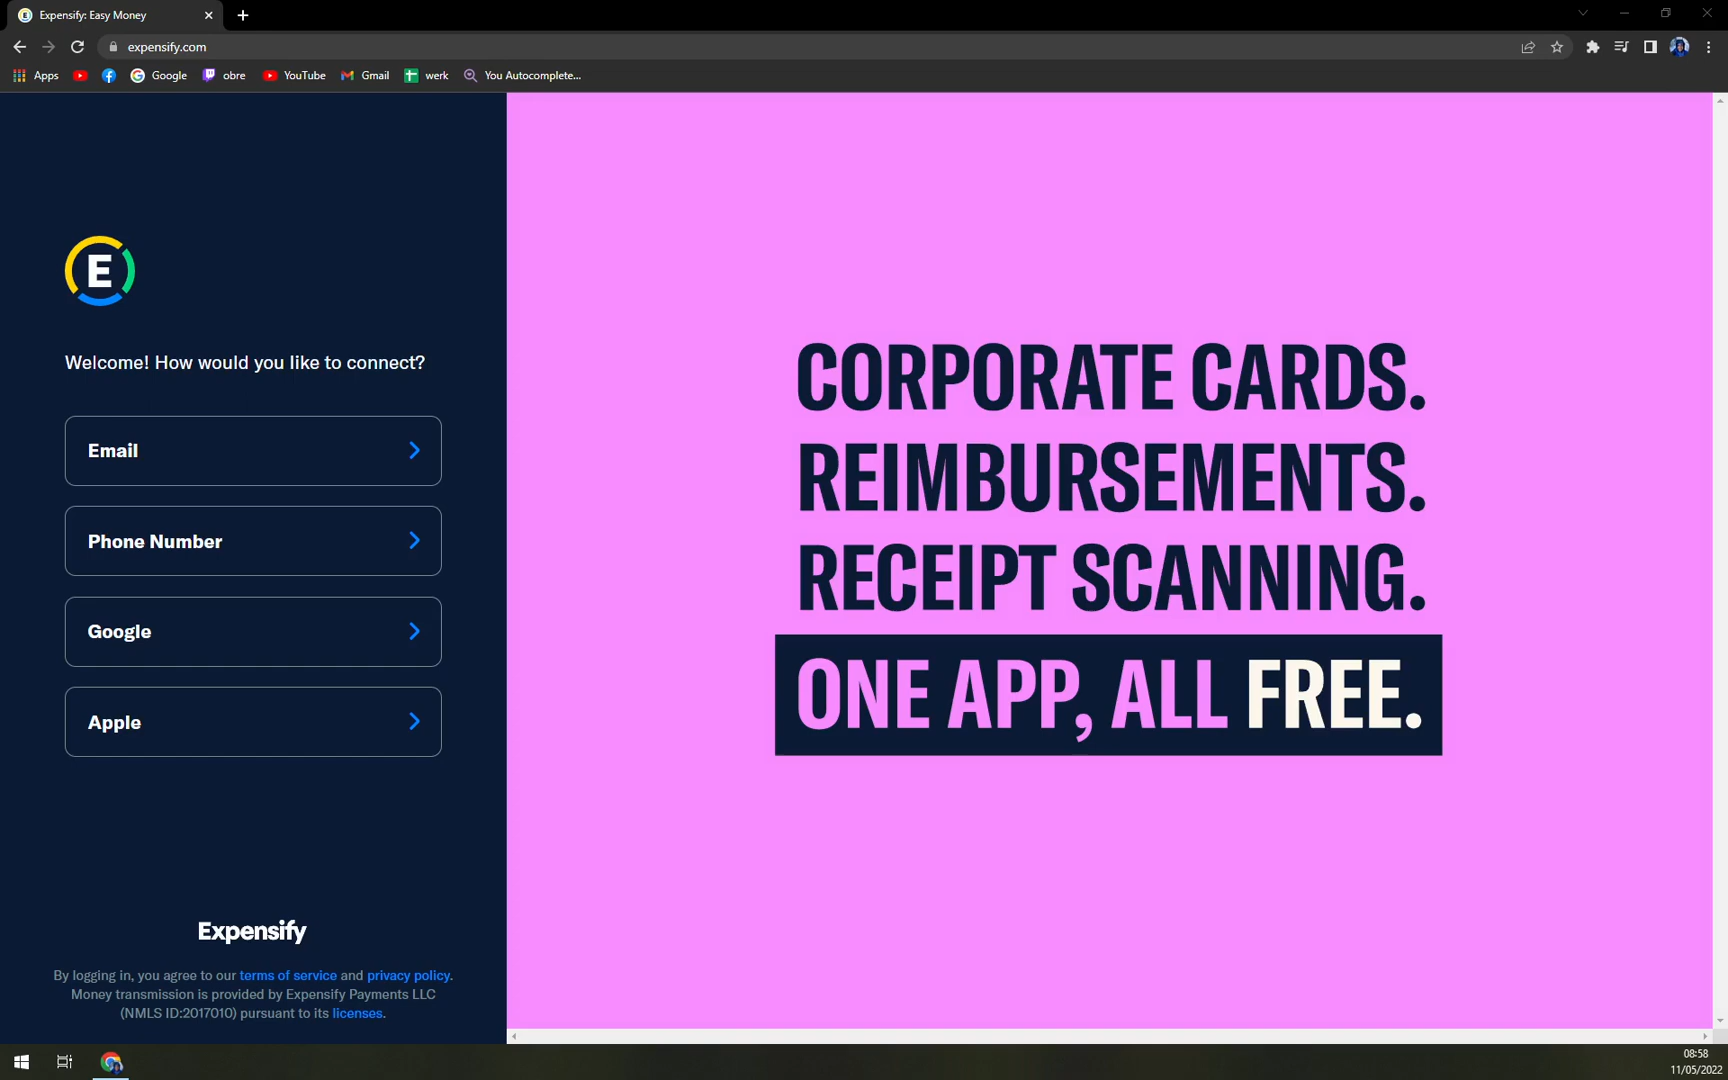 Expensify: Easy Money
expensify.com
Apps
Google
obre
YouTube
Gmail
werk
You Autocomplete...
E
Welcome! How would you like to connect?
Email
Phone Number
Google
Apple
Expensify
By logging in, you agree to our terms of service and privacy policy.
Money transmission is provided by Expensify Payments LLC
(NMLS ID:2017010) pursuant to its licenses.
CORPORATE CARDS.
REIMBURSEMENTS.
RECEIPT SCANNING.
ONE APP, ALL FREE.
08:58
11/05/2022